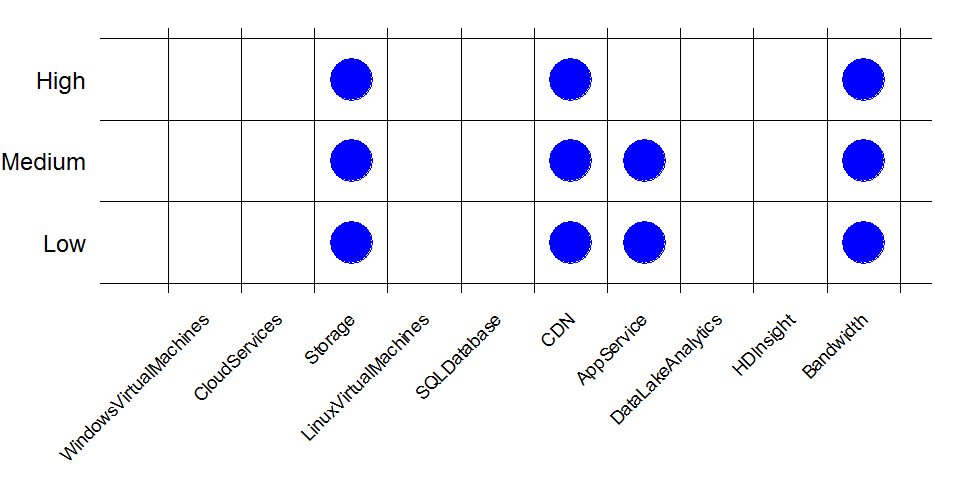 High
Medium
Low
WindowsVirtualMachines
CloudServices
Storage
LinuxVirtualMachines
SQLDatabase
CDN
AppService
DataLakeAnalytics
HDInsight
Bandwidth